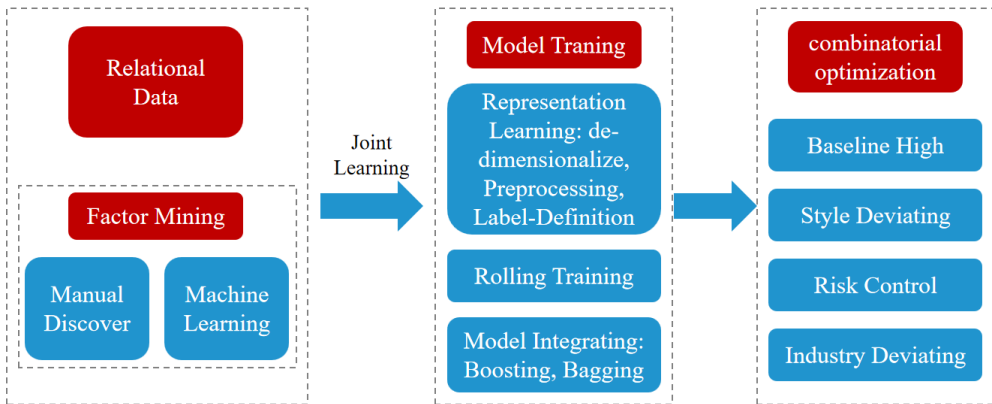 Relational
Data
Factor Mining
Manual
Discover
Machine
Learning
Joint
Learning
Model Traning
Representation
Learning: de-
dimensionalize,
Preprocessing,
Label-Definition
Rolling Training
Model Integrating:
Boosting, Bagging
combinatorial
optimization
Baseline High
Style Deviating
Risk Control
Industry Deviating